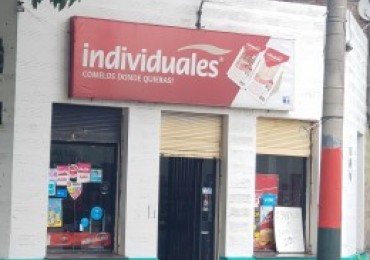 individuales
COMELOS DONDE QUIERAS!